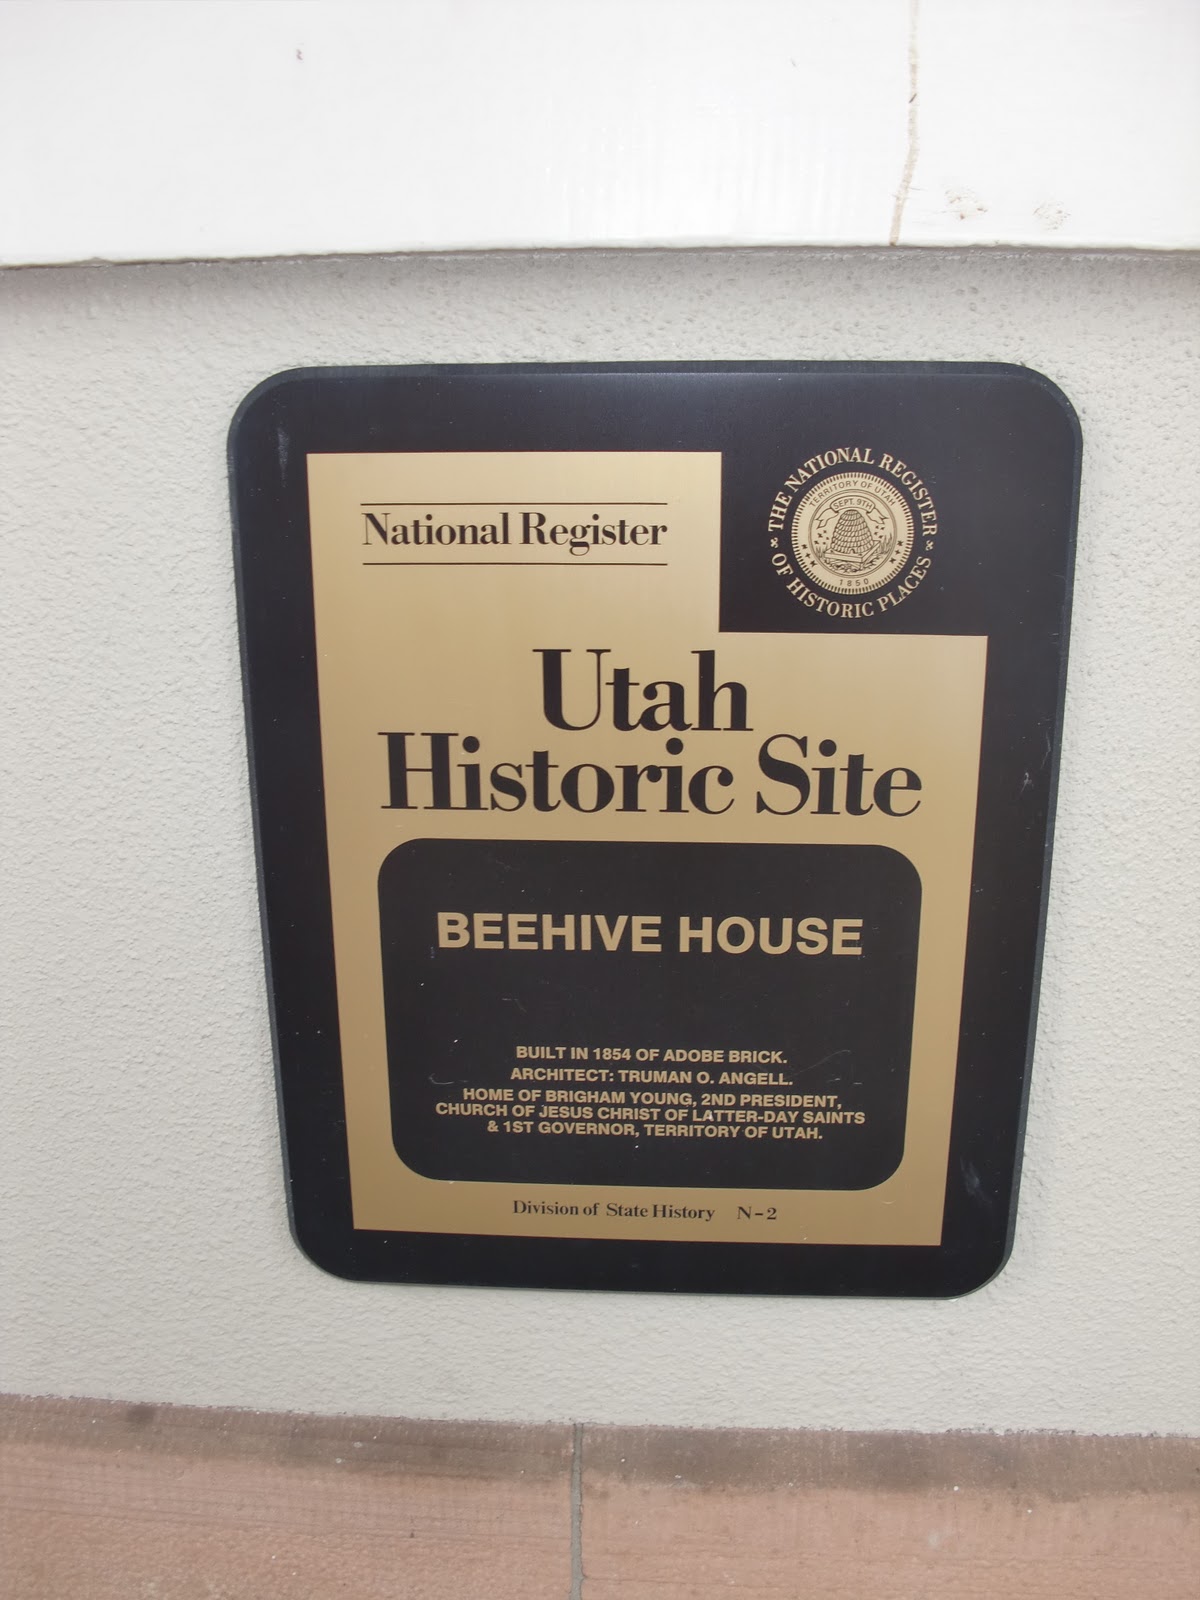 National Register
THE NATIONAL REGISTER
OF HISTORIC PLACES
TERRITORY OF UTAH
SEPT. 9TH
1850
Utah
Historic Site
BEEHIVE HOUSE
BUILT IN 1854 OF ADOBE BRICK.
ARCHITECT: TRUMAN O. ANGELL.
HOME OF BRIGHAM YOUNG, 2ND PRESIDENT,
CHURCH OF JESUS CHRIST OF LATTER-DAY SAINTS
& 1ST GOVERNOR, TERRITORY OF UTAH.
Division of State History N-2